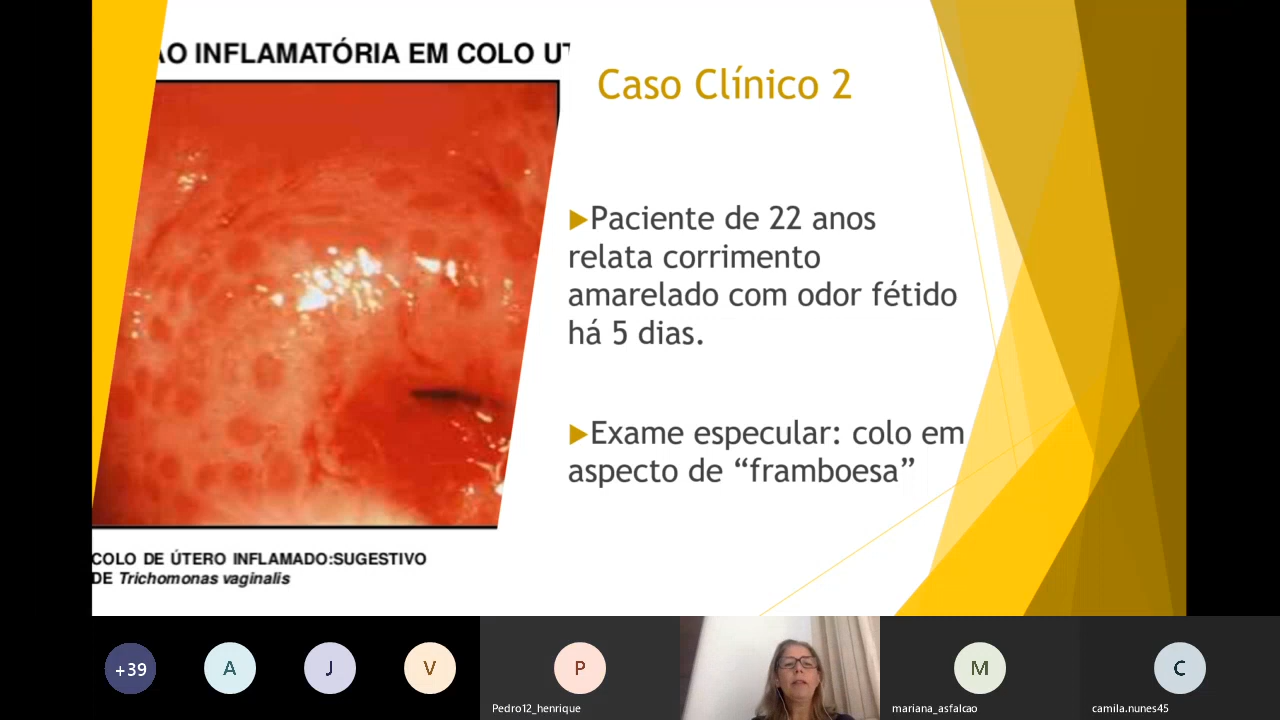 ÃO INFLAMATÓRIA EM COLO UT
Caso Clínico 2
Paciente de 22 anos
relata corrimento
amarelado com odor fétido
há 5 dias.
Exame especular: colo em
aspecto de “framboesa”
COLO DE ÚTERO INFLAMADO:SUGESTIVO
DE Trichomonas vaginalis
+39
A
J
V
P
M
C
Pedro12_henrique
mariana_asfalcao
camila.nunes45